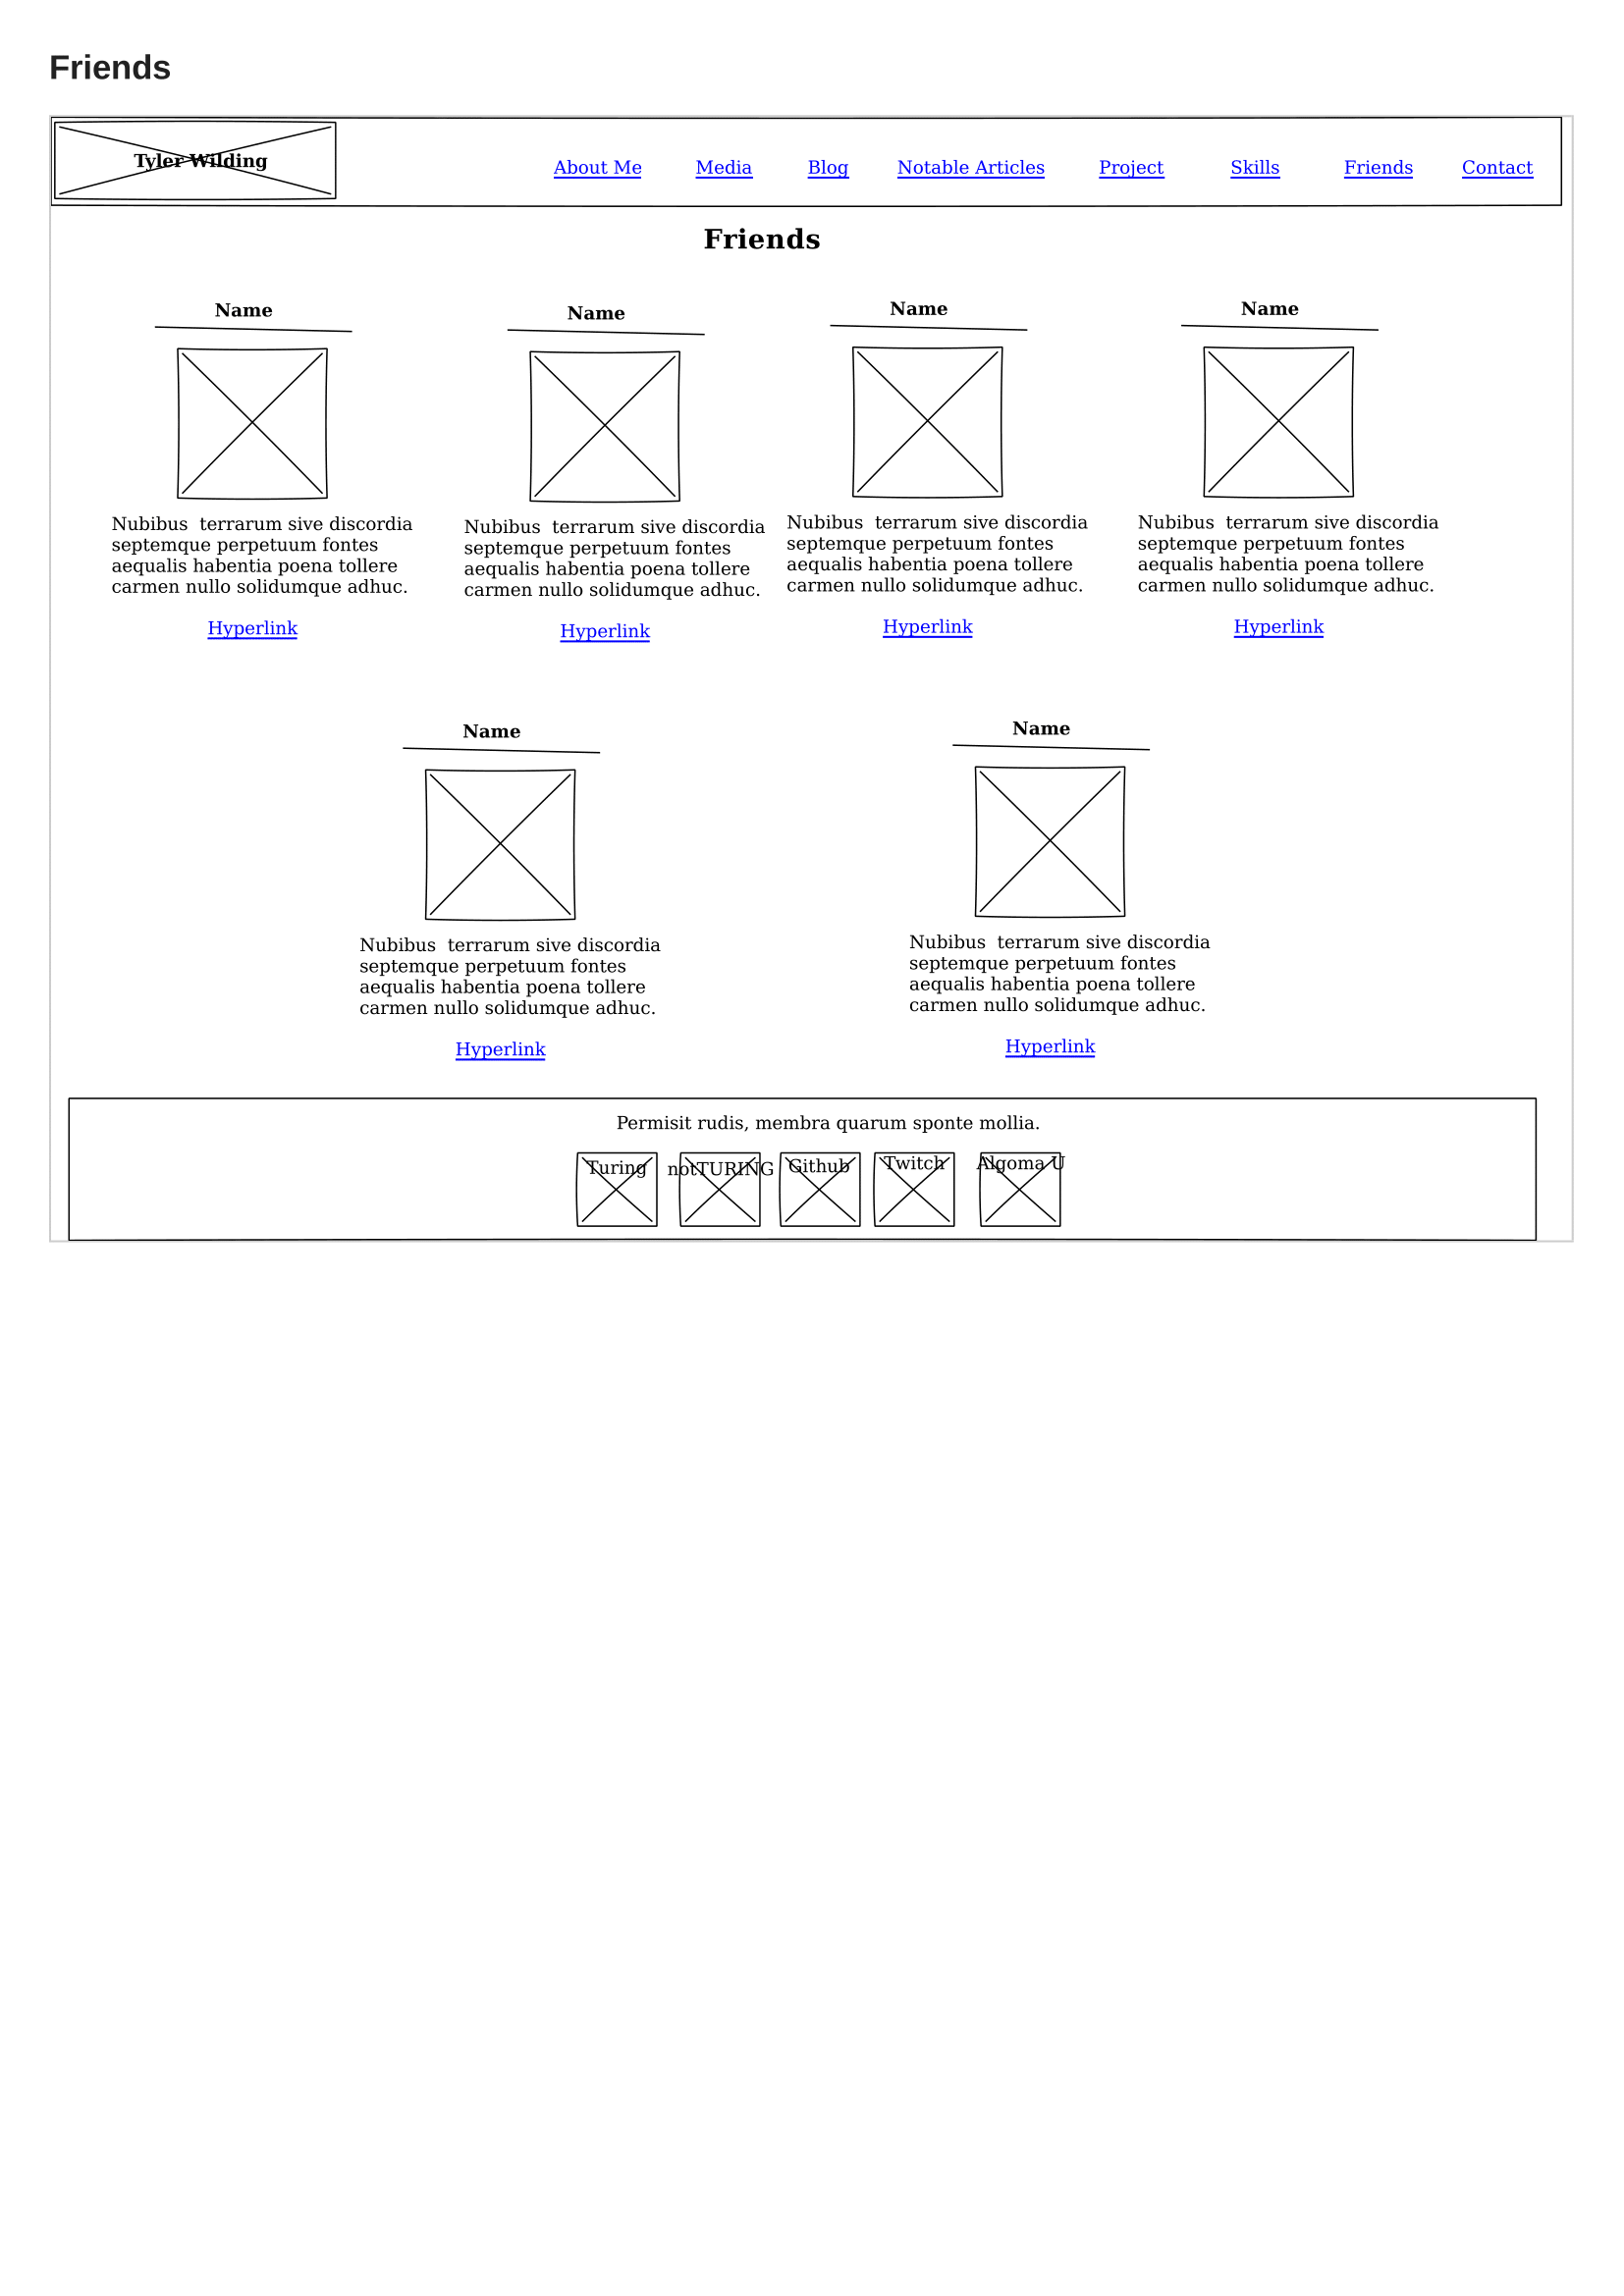 Friends
Tyler Wilding
About Me Media Blog Notable Articles Project Skills Friends Contact
Friends
Name
Nubibus  terrarum sive discordia
septemque perpetuum fontes
aequalis habentia poena tollere
carmen nullo solidumque adhuc.
Hyperlink
Name
Nubibus  terrarum sive discordia
septemque perpetuum fontes
aequalis habentia poena tollere
carmen nullo solidumque adhuc.
Hyperlink
Name
Nubibus  terrarum sive discordia
septemque perpetuum fontes
aequalis habentia poena tollere
carmen nullo solidumque adhuc.
Hyperlink
Name
Nubibus  terrarum sive discordia
septemque perpetuum fontes
aequalis habentia poena tollere
carmen nullo solidumque adhuc.
Hyperlink
Name
Nubibus  terrarum sive discordia
septemque perpetuum fontes
aequalis habentia poena tollere
carmen nullo solidumque adhuc.
Hyperlink
Name
Nubibus  terrarum sive discordia
septemque perpetuum fontes
aequalis habentia poena tollere
carmen nullo solidumque adhuc.
Hyperlink
Permisit rudis, membra quarum sponte mollia.
Turing notTURING Github Twitch Algoma U